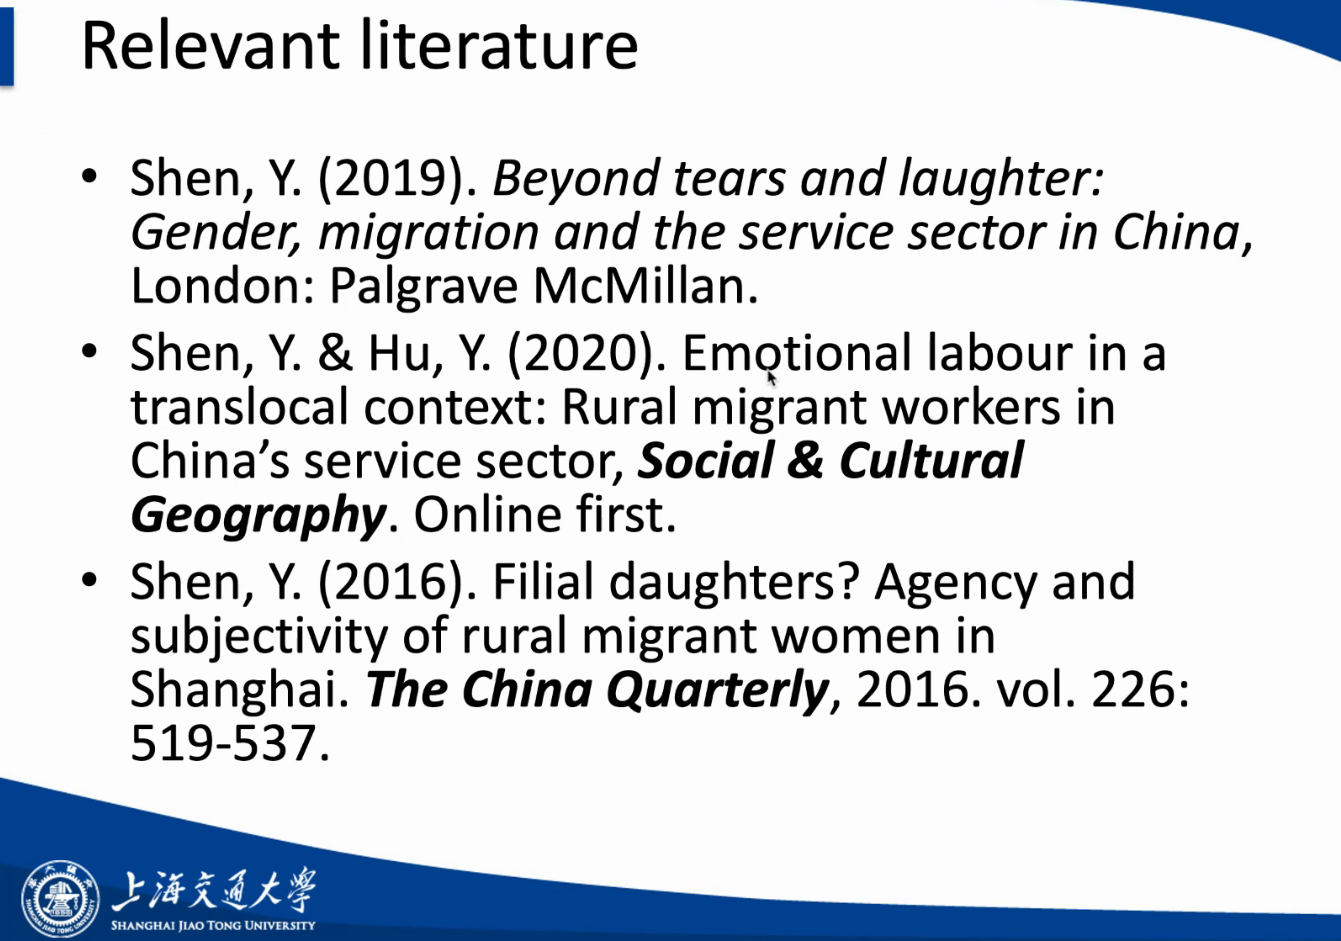 Relevant literature
• Shen, Y. (2019). Beyond tears and laughter:
Gender, migration and the service sector in China,
London: Palgrave McMillan.
• Shen, Y. & Hu, Y. (2020). Emotional labour in a
translocal context: Rural migrant workers in
China’s service sector, Social & Cultural
Geography. Online first.
• Shen, Y. (2016). Filial daughters? Agency and
subjectivity of rural migrant women in
Shanghai. The China Quarterly, 2016. vol. 226:
519-537.
上海交通大学
SHANGHAI JIAO TONG UNIVERSITY